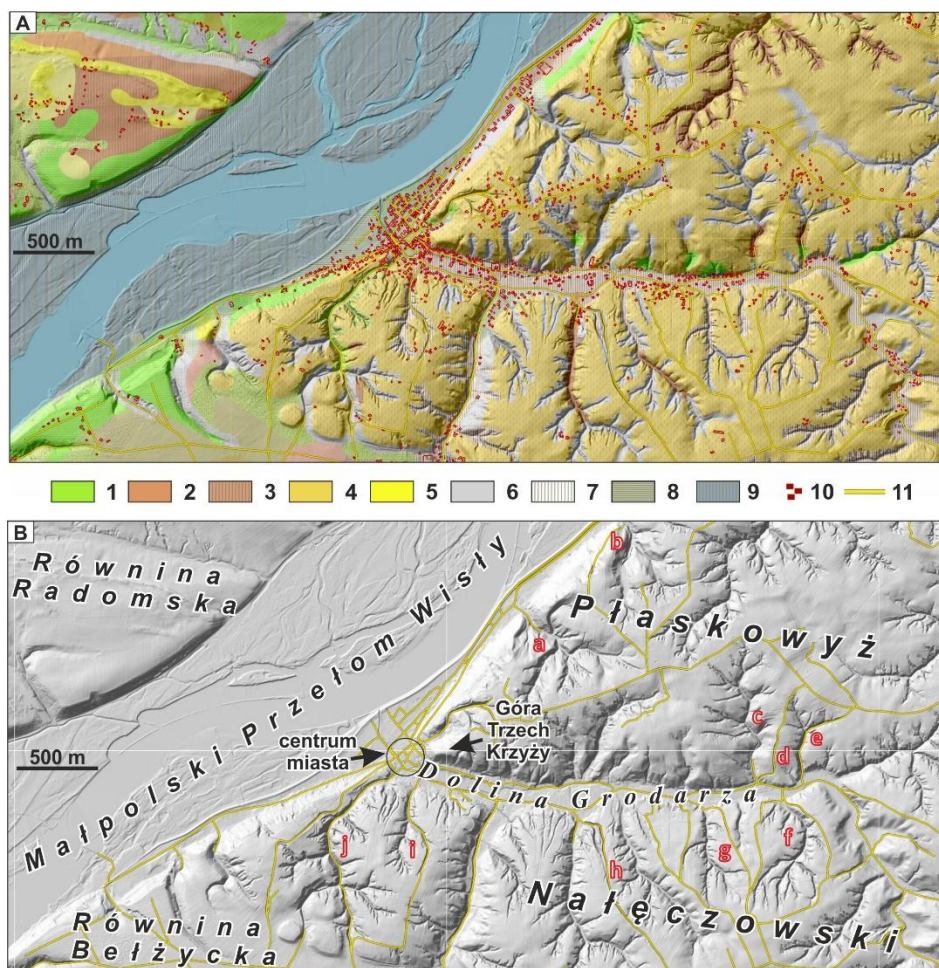 A
500 m
1 2 3 4 5 6 7 8 9 10 11
B
Równina
Radomska
Małpolski Przełom Wisły
b
Płaskowyż
a
Góra
Trzech
Krzyży
centrum
miasta
c
e
d
500 m
Dolina Grodarza
j
i
h
g
f
Nałęczowski
Równina
Bełżycka